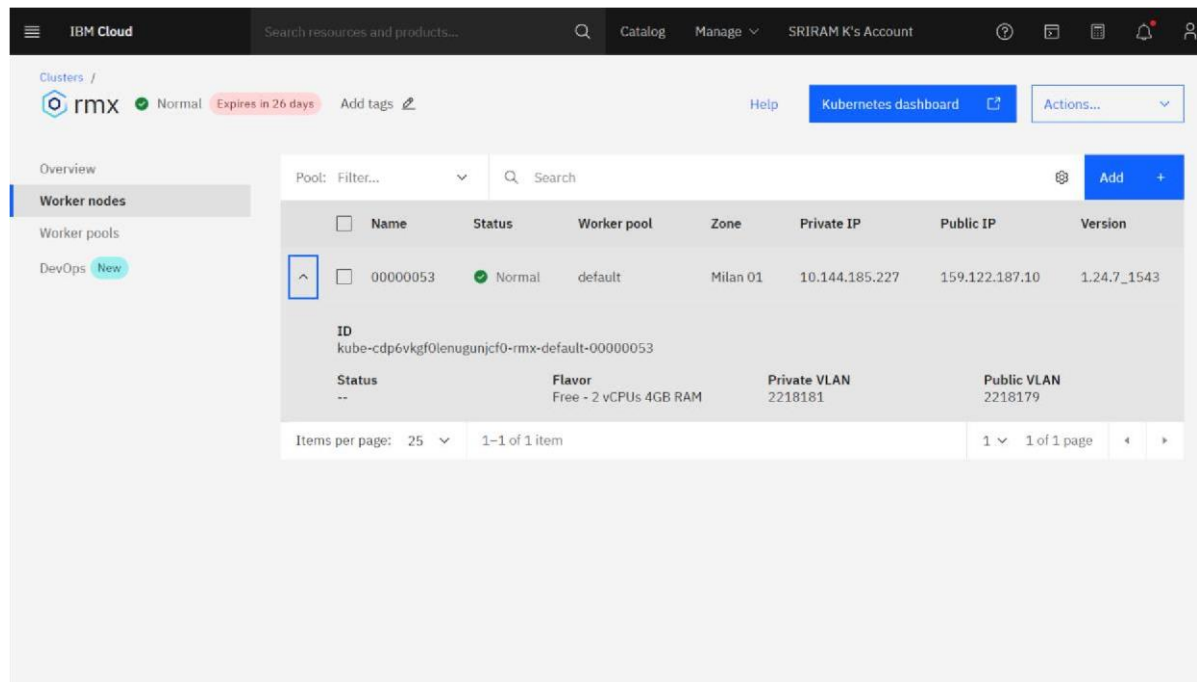 IBM Cloud Search resources and products... Catalog Manage SRIRAM K's Account
Clusters /
rmx Normal Expires in 26 days Add tags Help Kubernetes dashboard Actions...
Overview
Worker nodes
Worker pools
DevOps New
Pool: Filter... Search Add +
Name Status Worker pool Zone Private IP Public IP Version
00000053 Normal default Milan 01 10.144.185.227 159.122.187.10 1.24.7_1543
ID
kube-cdp6vkgf0lenugunjcf0-rmx-default-00000053
Status Flavor Private VLAN Public VLAN
-- Free - 2 vCPUs 4GB RAM 2218181 2218179
Items per page: 25 1–1 of 1 item 1 1 of 1 page